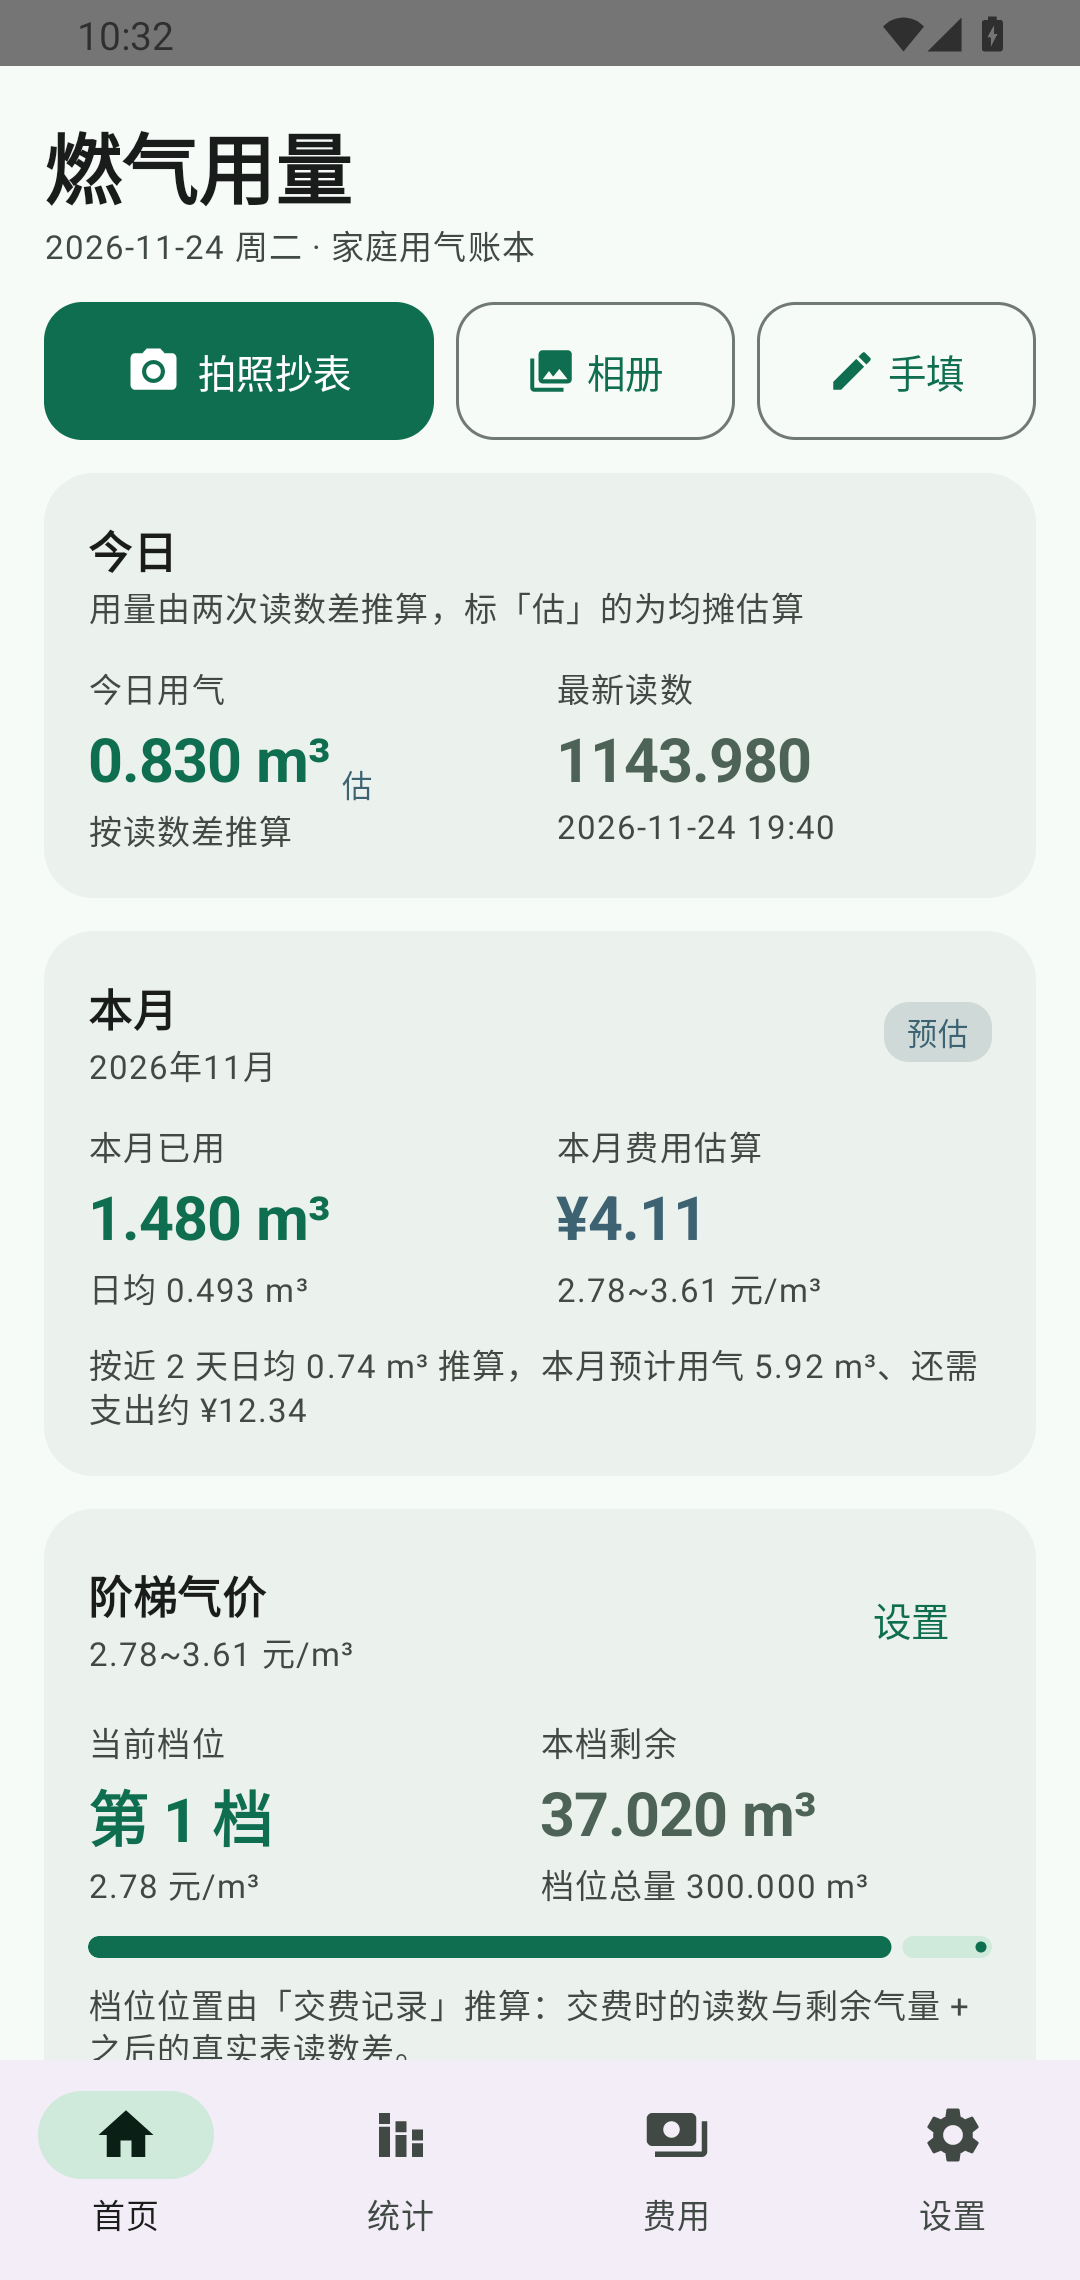 10:32
燃气用量
2026-11-24 周二 · 家庭用气账本
拍照抄表
相册
手填
今日
用量由两次读数差推算，标「估」的为均摊估算
今日用气
最新读数
0.830 m³ 估
1143.980
按读数差推算
2026-11-24 19:40
本月
预估
2026年11月
本月已用
本月费用估算
1.480 m³
¥4.11
日均 0.493 m³
2.78~3.61 元/m³
按近 2 天日均 0.74 m³ 推算，本月预计用气 5.92 m³、还需
支出约 ¥12.34
阶梯气价
设置
2.78~3.61 元/m³
当前档位
本档剩余
第 1 档
37.020 m³
2.78 元/m³
档位总量 300.000 m³
档位位置由「交费记录」推算：交费时的读数与剩余气量 +
之后的真实表读数差。
首页
统计
费用
设置